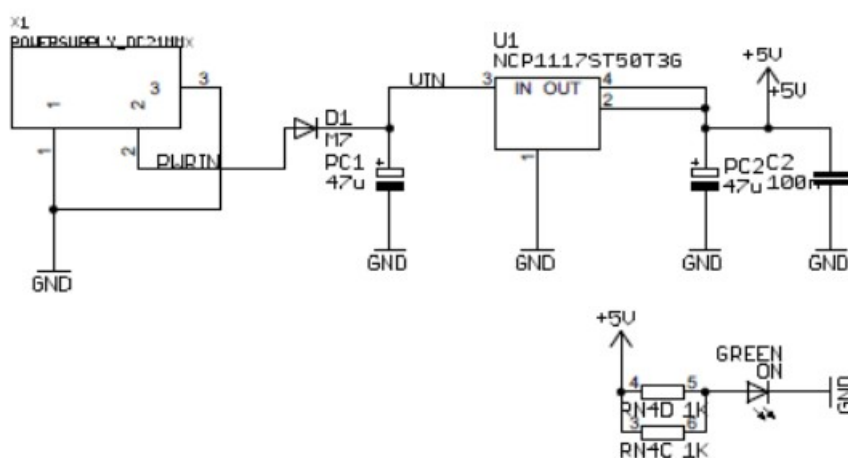 X1
POWERSUPPLY_DC21MMX
3
3
1
2
1
2
PWRIN
D1
M7
VIN
PC1
47u
GND
GND
U1
NCP1117ST50T3G
3
IN OUT
4
2
1
GND
+5V
+5V
PC2
47u
C2
100n
GND
GND
+5V
4
5
RN4D 1K
3
6
RN4C 1K
GREEN
ON
GND